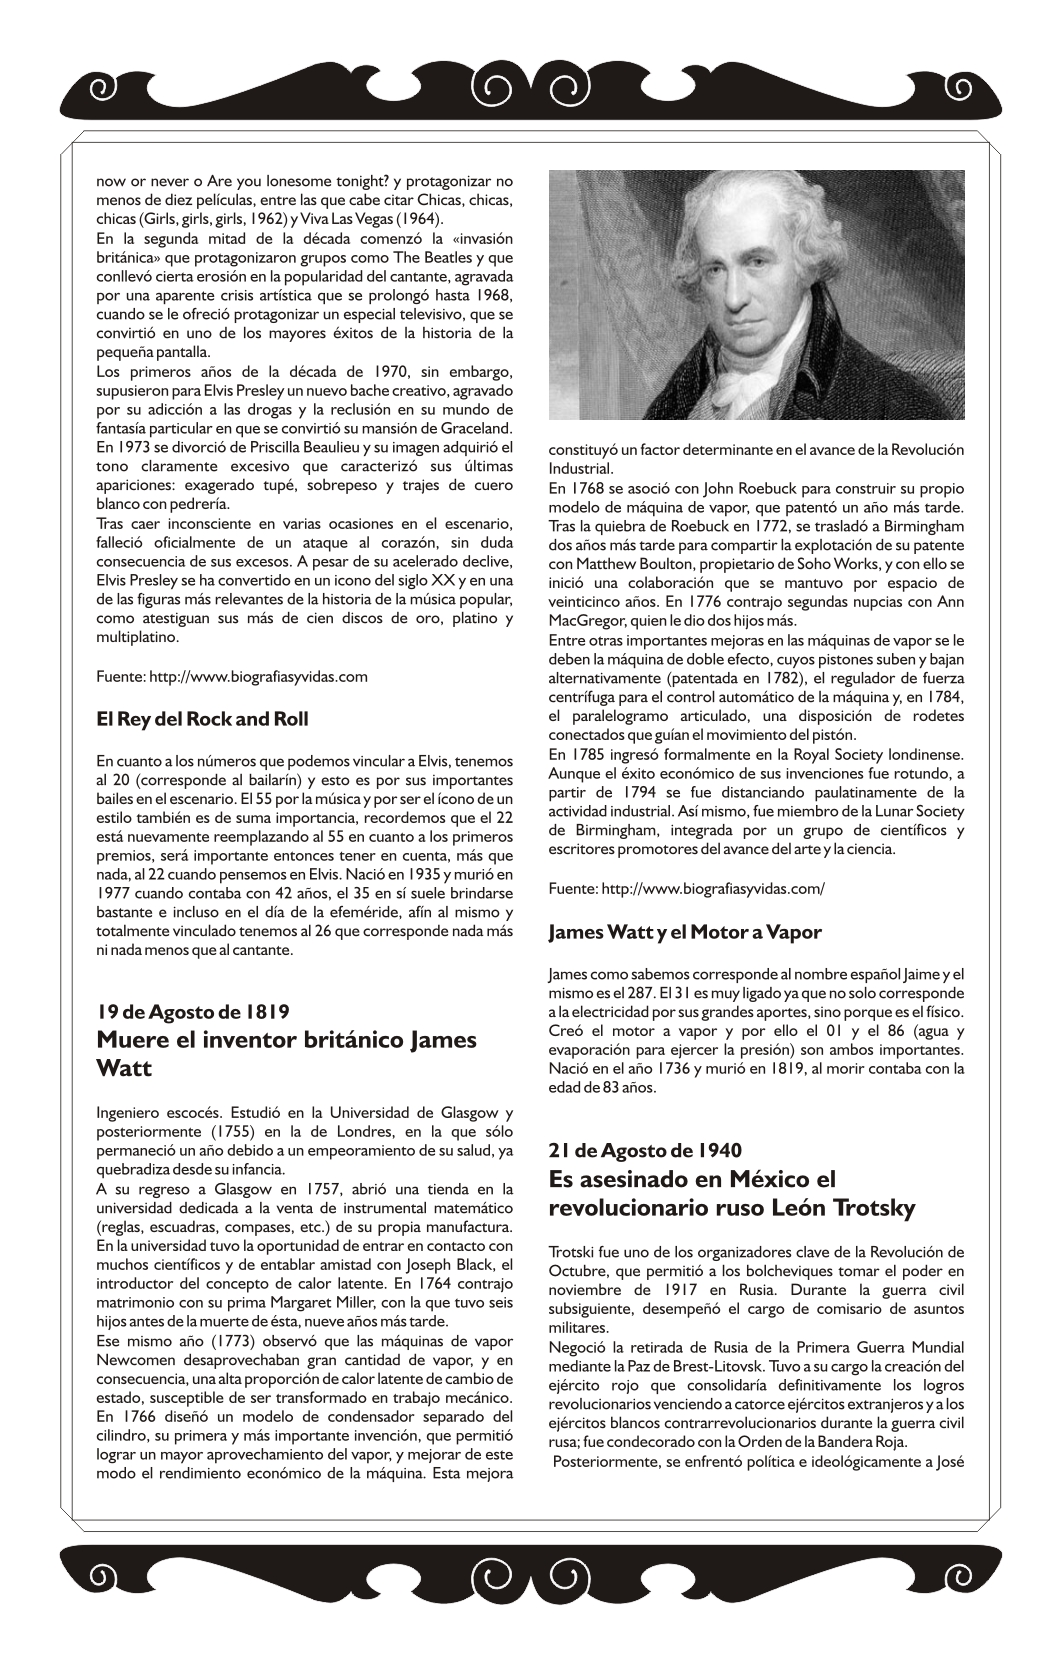 now or never o Are you lonesome tonight? y protagonizar no
menos de diez películas, entre las que cabe citar Chicas, chicas,
chicas (Girls, girls, girls, 1962) y Viva Las Vegas (1964).
En la segunda mitad de la década comenzó la «invasión
británica» que protagonizaron grupos como The Beatles y que
conllevó cierta erosión en la popularidad del cantante, agravada
por una aparente crisis artística que se prolongó hasta 1968,
cuando se le ofreció protagonizar un especial televisivo, que se
convirtió en uno de los mayores éxitos de la historia de la
pequeña pantalla.
Los primeros años de la década de 1970, sin embargo,
supusieron para Elvis Presley un nuevo bache creativo, agravado
por su adicción a las drogas y la reclusión en su mundo de
fantasía particular en que se convirtió su mansión de Graceland.
En 1973 se divorció de Priscilla Beaulieu y su imagen adquirió el
tono claramente excesivo que caracterizó sus últimas
apariciones: exagerado tupé, sobrepeso y trajes de cuero
blanco con pedrería.
Tras caer inconsciente en varias ocasiones en el escenario,
falleció oficialmente de un ataque al corazón, sin duda
consecuencia de sus excesos. A pesar de su acelerado declive,
Elvis Presley se ha convertido en un icono del siglo XX y en una
de las figuras más relevantes de la historia de la música popular,
como atestiguan sus más de cien discos de oro, platino y
multiplatino.

Fuente: http://www.biografiasyvidas.com

El Rey del Rock and Roll

En cuanto a los números que podemos vincular a Elvis, tenemos
al 20 (corresponde al bailarín) y esto es por sus importantes
bailes en el escenario. El 55 por la música y por ser el ícono de un
estilo también es de suma importancia, recordemos que el 22
está nuevamente reemplazando al 55 en cuanto a los primeros
premios, será importante entonces tener en cuenta, más que
nada, al 22 cuando pensemos en Elvis. Nació en 1935 y murió en
1977 cuando contaba con 42 años, el 35 en sí suele brindarse
bastante e incluso en el día de la efeméride, afín al mismo y
totalmente vinculado tenemos al 26 que corresponde nada más
ni nada menos que al cantante.

19 de Agosto de 1819
Muere el inventor británico James
Watt

Ingeniero escocés. Estudió en la Universidad de Glasgow y
posteriormente (1755) en la de Londres, en la que sólo
permaneció un año debido a un empeoramiento de su salud, ya
quebradiza desde su infancia.
A su regreso a Glasgow en 1757, abrió una tienda en la
universidad dedicada a la venta de instrumental matemático
(reglas, escuadras, compases, etc.) de su propia manufactura.
En la universidad tuvo la oportunidad de entrar en contacto con
muchos científicos y de entablar amistad con Joseph Black, el
introductor del concepto de calor latente. En 1764 contrajo
matrimonio con su prima Margaret Miller, con la que tuvo seis
hijos antes de la muerte de ésta, nueve años más tarde.
Ese mismo año (1773) observó que las máquinas de vapor
Newcomen desaprovechaban gran cantidad de vapor, y en
consecuencia, una alta proporción de calor latente de cambio de
estado, susceptible de ser transformado en trabajo mecánico.
En 1766 diseñó un modelo de condensador separado del
cilindro, su primera y más importante invención, que permitió
lograr un mayor aprovechamiento del vapor, y mejorar de este
modo el rendimiento económico de la máquina. Esta mejora
constituyó un factor determinante en el avance de la Revolución
Industrial.
En 1768 se asoció con John Roebuck para construir su propio
modelo de máquina de vapor, que patentó un año más tarde.
Tras la quiebra de Roebuck en 1772, se trasladó a Birmingham
dos años más tarde para compartir la explotación de su patente
con Matthew Boulton, propietario de Soho Works, y con ello se
inició una colaboración que se mantuvo por espacio de
veinticinco años. En 1776 contrajo segundas nupcias con Ann
MacGregor, quien le dio dos hijos más.
Entre otras importantes mejoras en las máquinas de vapor se le
deben la máquina de doble efecto, cuyos pistones suben y bajan
alternativamente (patentada en 1782), el regulador de fuerza
centrífuga para el control automático de la máquina y, en 1784,
el paralelogramo articulado, una disposición de rodetes
conectados que guían el movimiento del pistón.
En 1785 ingresó formalmente en la Royal Society londinense.
Aunque el éxito económico de sus invenciones fue rotundo, a
partir de 1794 se fue distanciando paulatinamente de la
actividad industrial. Así mismo, fue miembro de la Lunar Society
de Birmingham, integrada por un grupo de científicos y
escritores promotores del avance del arte y la ciencia.

Fuente: http://www.biografiasyvidas.com/

James Watt y el Motor a Vapor

James como sabemos corresponde al nombre español Jaime y el
mismo es el 287. El 31 es muy ligado ya que no solo corresponde
a la electricidad por sus grandes aportes, sino porque es el físico.
Creó el motor a vapor y por ello el 01 y el 86 (agua y
evaporación para ejercer la presión) son ambos importantes.
Nació en el año 1736 y murió en 1819, al morir contaba con la
edad de 83 años.

21 de Agosto de 1940
Es asesinado en México el
revolucionario ruso León Trotsky

Trotski fue uno de los organizadores clave de la Revolución de
Octubre, que permitió a los bolcheviques tomar el poder en
noviembre de 1917 en Rusia. Durante la guerra civil
subsiguiente, desempeñó el cargo de comisario de asuntos
militares.
Negoció la retirada de Rusia de la Primera Guerra Mundial
mediante la Paz de Brest-Litovsk. Tuvo a su cargo la creación del
ejército rojo que consolidaría definitivamente los logros
revolucionarios venciendo a catorce ejércitos extranjeros y a los
ejércitos blancos contrarrevolucionarios durante la guerra civil
rusa; fue condecorado con la Orden de la Bandera Roja.
Posteriormente, se enfrentó política e ideológicamente a José